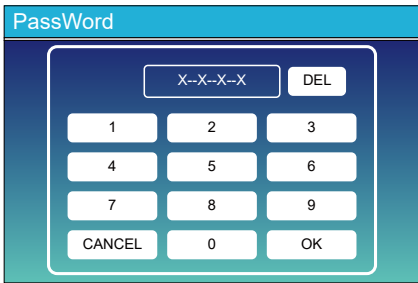 PassWord
X--X--X--X DEL
1 2 3
4 5 6
7 8 9
CANCEL 0 OK